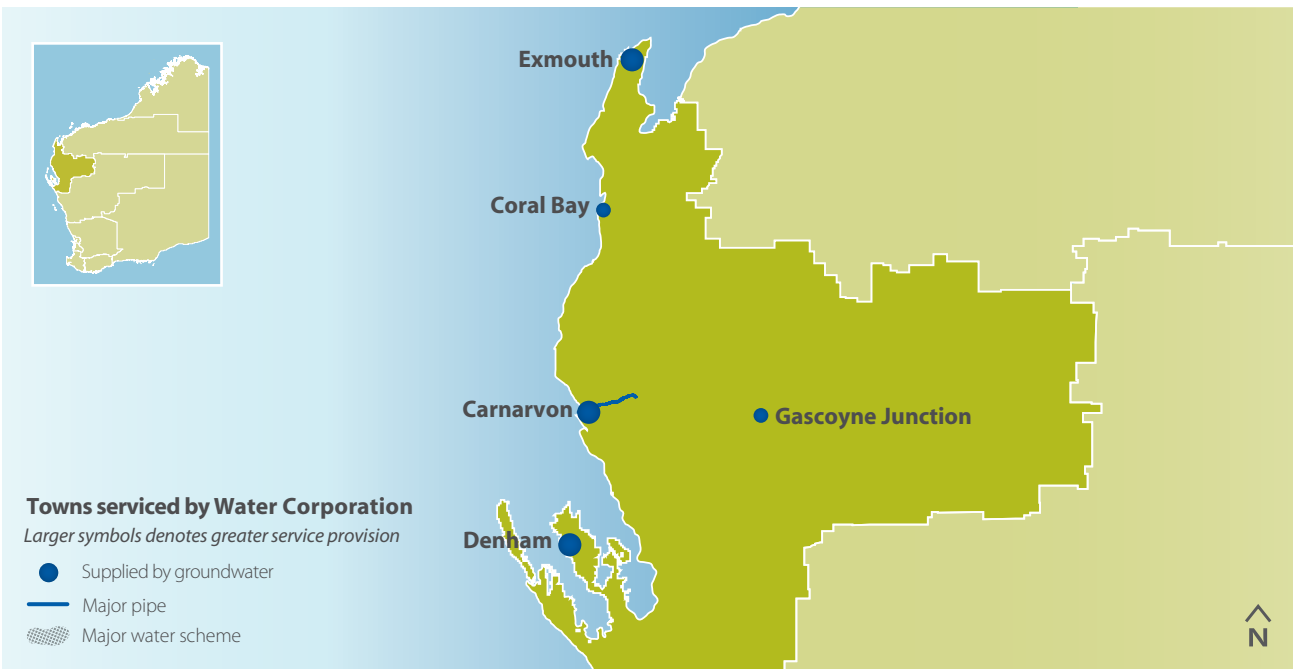 Exmouth
Coral Bay
Carnarvon
Gascoyne Junction
Denham
Towns serviced by Water Corporation
Larger symbols denotes greater service provision
Supplied by groundwater
Major pipe
Major water scheme
N